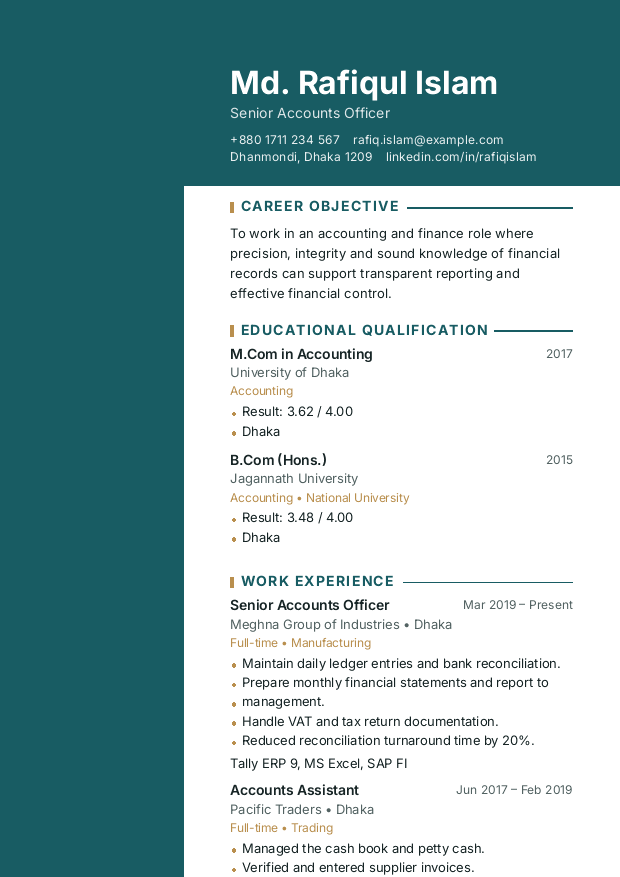 Md. Rafiqul Islam
Senior Accounts Officer
+880 1711 234 567 rafiq.islam@example.com
Dhanmondi, Dhaka 1209 linkedin.com/in/rafiqislam
CAREER OBJECTIVE
To work in an accounting and finance role where
precision, integrity and sound knowledge of financial
records can support transparent reporting and
effective financial control.
EDUCATIONAL QUALIFICATION
M.Com in Accounting 2017
University of Dhaka
Accounting
• Result: 3.62 / 4.00
• Dhaka
B.Com (Hons.) 2015
Jagannath University
Accounting • National University
• Result: 3.48 / 4.00
• Dhaka
WORK EXPERIENCE
Senior Accounts Officer Mar 2019 – Present
Meghna Group of Industries • Dhaka
Full-time • Manufacturing
• Maintain daily ledger entries and bank reconciliation.
• Prepare monthly financial statements and report to
• management.
• Handle VAT and tax return documentation.
• Reduced reconciliation turnaround time by 20%.
Tally ERP 9, MS Excel, SAP FI
Accounts Assistant Jun 2017 – Feb 2019
Pacific Traders • Dhaka
Full-time • Trading
• Managed the cash book and petty cash.
• Verified and entered supplier invoices.